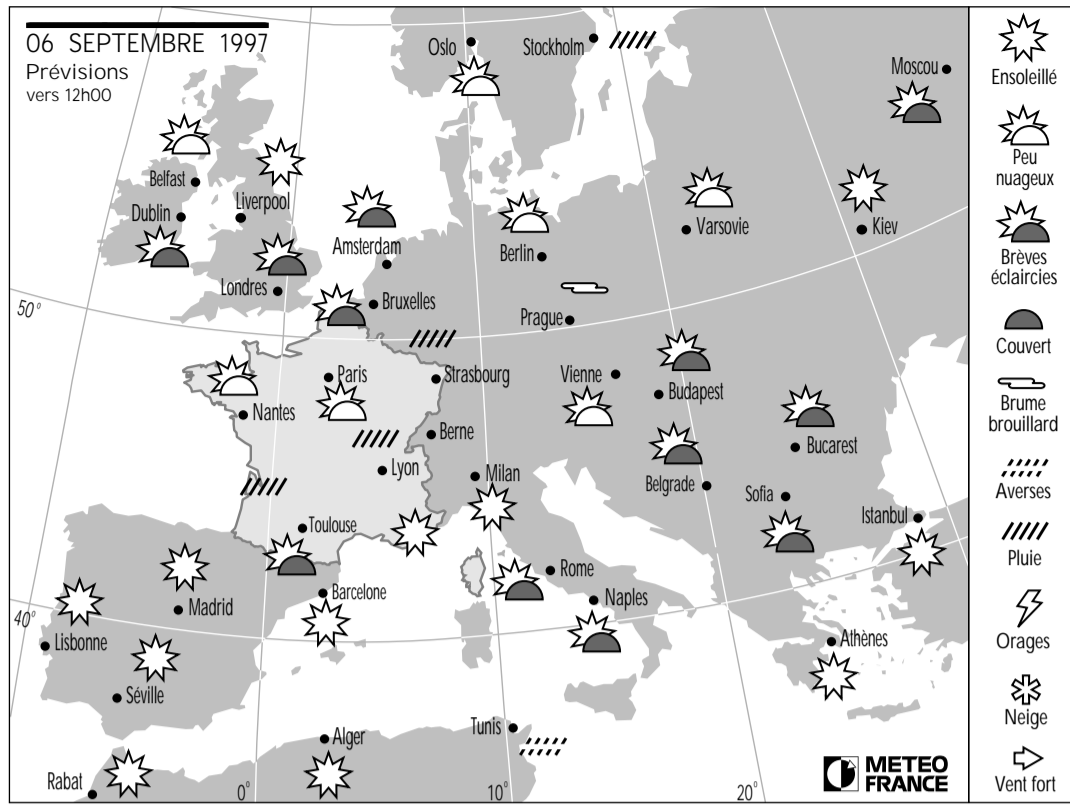 06 SEPTEMBRE 1997
Prévisions
vers 12h00
Oslo
Stockholm
Moscou
Belfast
Dublin
Liverpool
Amsterdam
Berlin
Varsovie
Kiev
Londres
Bruxelles
50°
Prague
Paris
Strasbourg
Vienne
Budapest
Nantes
Berne
Bucarest
Lyon
Milan
Belgrade
Sofia
Istanbul
Toulouse
Barcelone
Rome
Naples
Madrid
40°
Lisbonne
Athènes
Séville
Tunis
Alger
Rabat
0°
10°
20°
METEO
FRANCE
Ensoleillé
Peu
nuageux
Brèves
éclaircies
Couvert
Brume
brouillard
Averses
Pluie
Orages
Neige
Vent fort